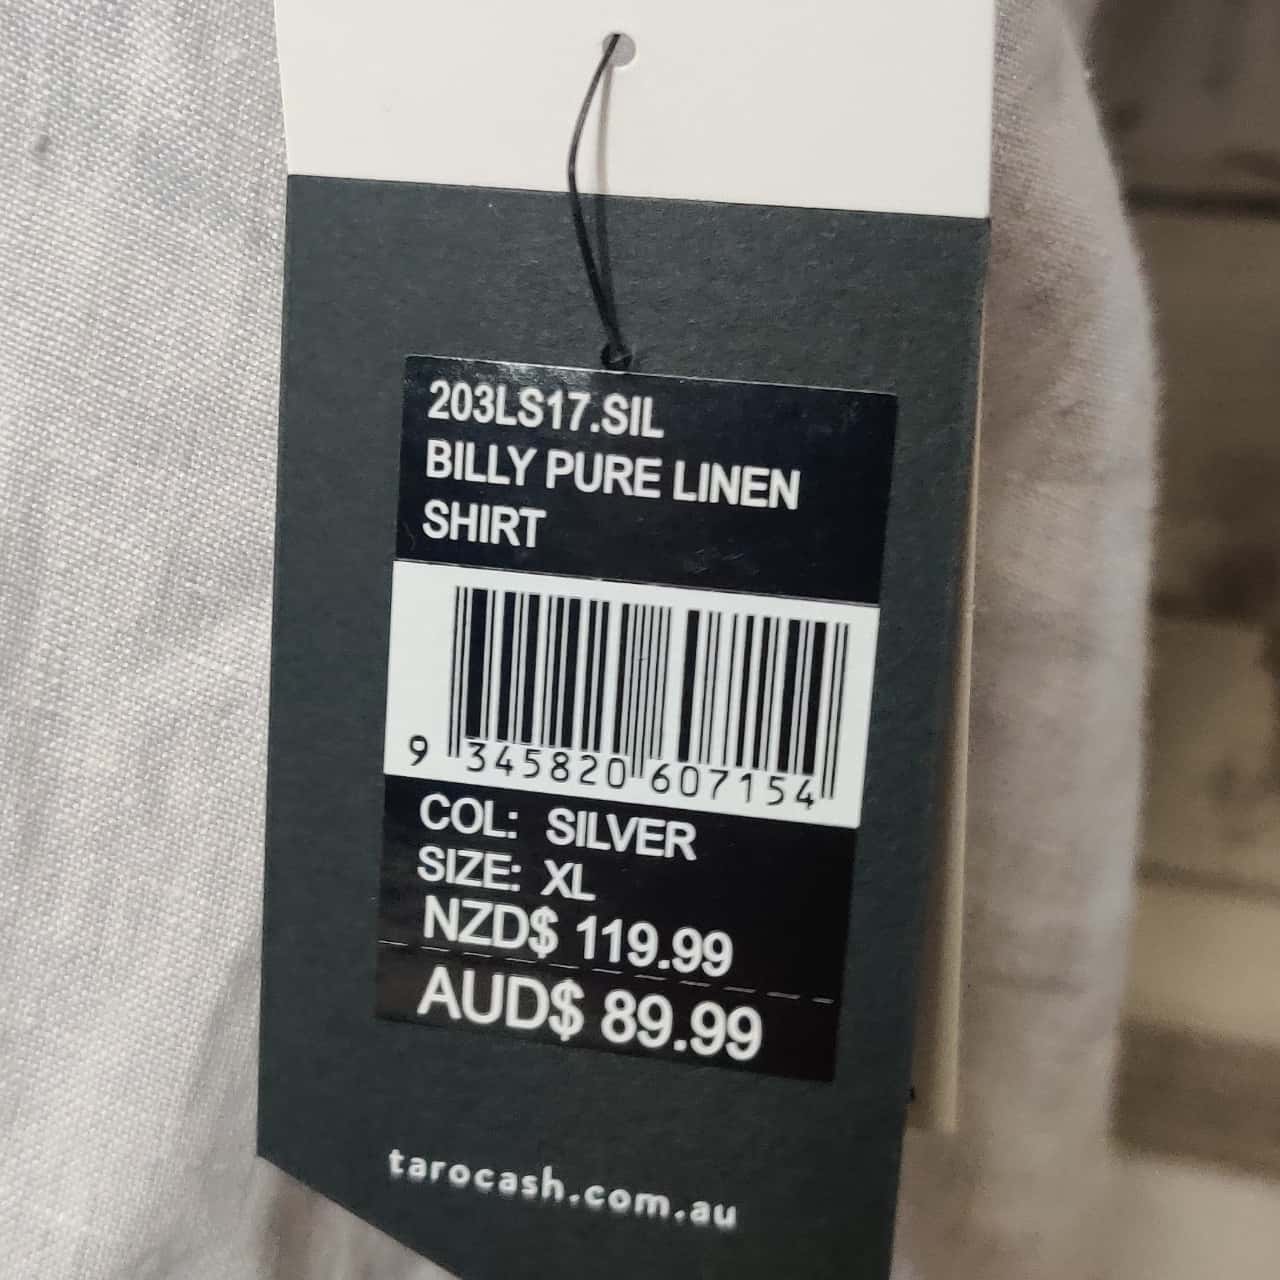 203LS17.SIL
BILLY PURE LINEN
SHIRT
9 345820 607154
COL: SILVER
SIZE: XL
NZD$ 119.99
AUD$ 89.99
tarocash.com.au